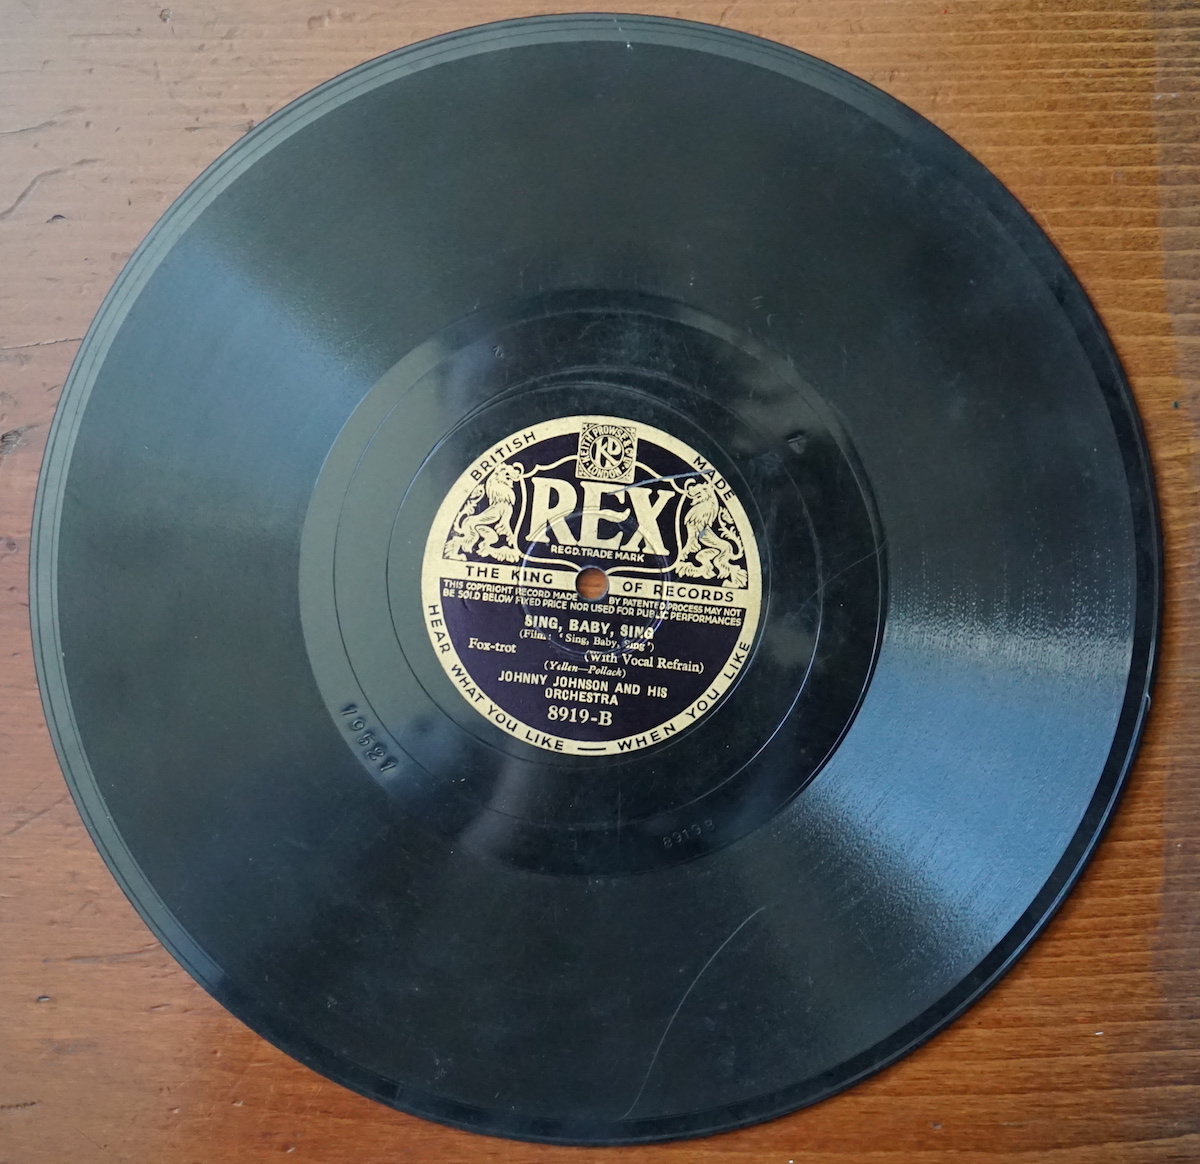 BRITISH MADE
KEITH PROWSE & CO LTD
KP
LONDON
REX
REGD. TRADE MARK
THE KING OF RECORDS
THIS COPYRIGHT RECORD MADE BY PATENTED PROCESS MAY NOT
BE SOLD BELOW FIXED PRICE NOR USED FOR PUBLIC PERFORMANCES
SING, BABY, SING
(Film: 'Sing, Baby, Sing')
Fox-trot (With Vocal Refrain)
(Yellen—Pollack)
JOHNNY JOHNSON AND HIS
ORCHESTRA
8919-B
HEAR WHAT YOU LIKE — WHEN YOU LIKE
8919B